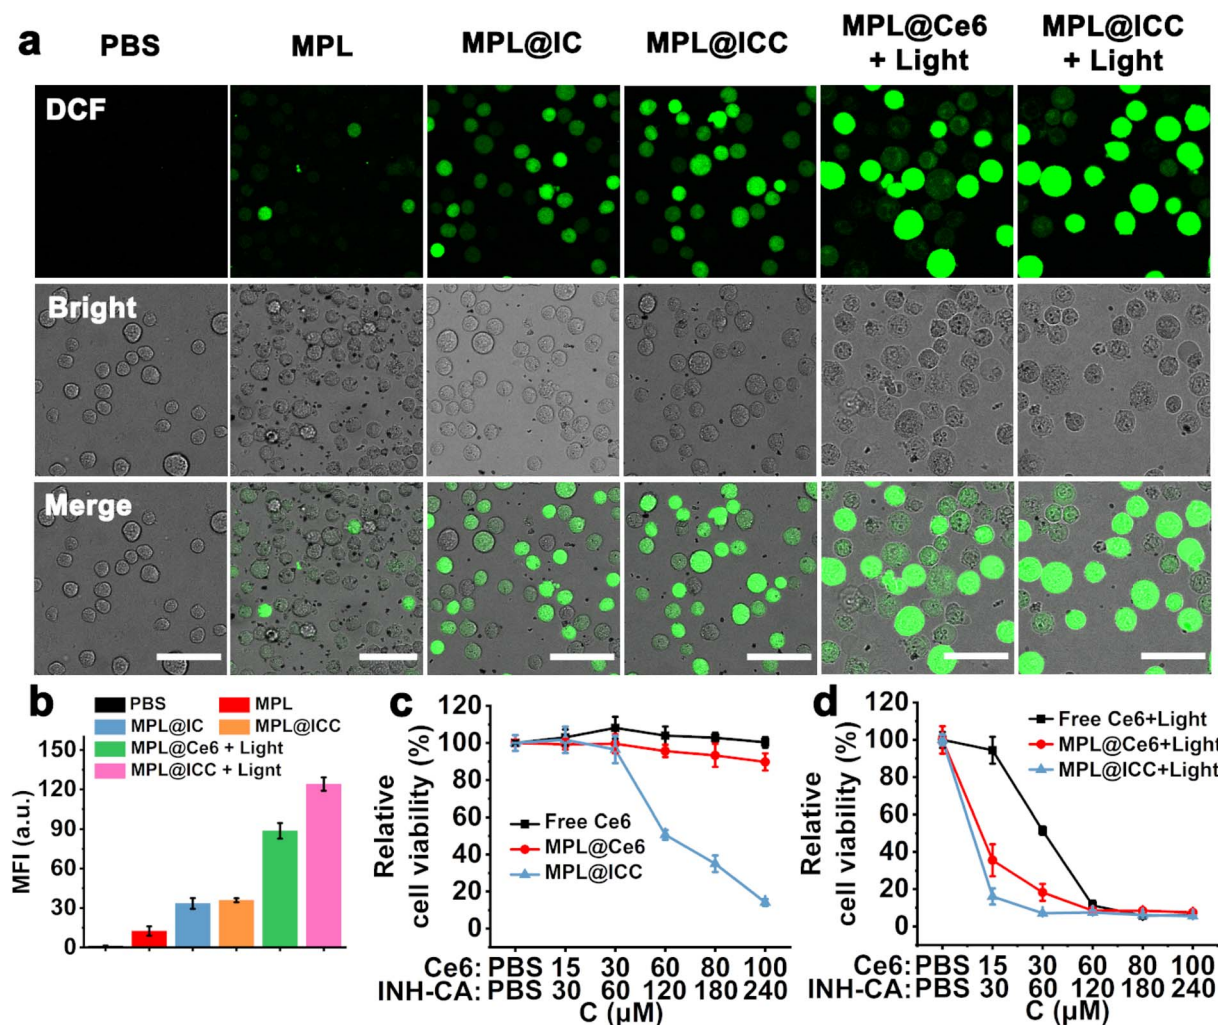 a
PBS
MPL
MPL@IC
MPL@ICC
MPL@Ce6
+ Light
MPL@ICC
+ Light
DCF
Bright
Merge
b
PBS
MPL
MPL@IC
MPL@ICC
MPL@Ce6 + Light
MPL@ICC + Lignt
MFI (a.u.)
150
120
90
60
30
0
c
Relative
cell viability (%)
120
100
80
60
40
20
0
Free Ce6
MPL@Ce6
MPL@ICC
Ce6: PBS 15 30 60 80 100
INH-CA: PBS 30 60 120 180 240
C (μM)
d
Relative
cell viability (%)
120
100
80
60
40
20
0
Free Ce6+Light
MPL@Ce6+Light
MPL@ICC+Light
Ce6: PBS 15 30 60 80 100
INH-CA: PBS 30 60 120 180 240
C (μM)